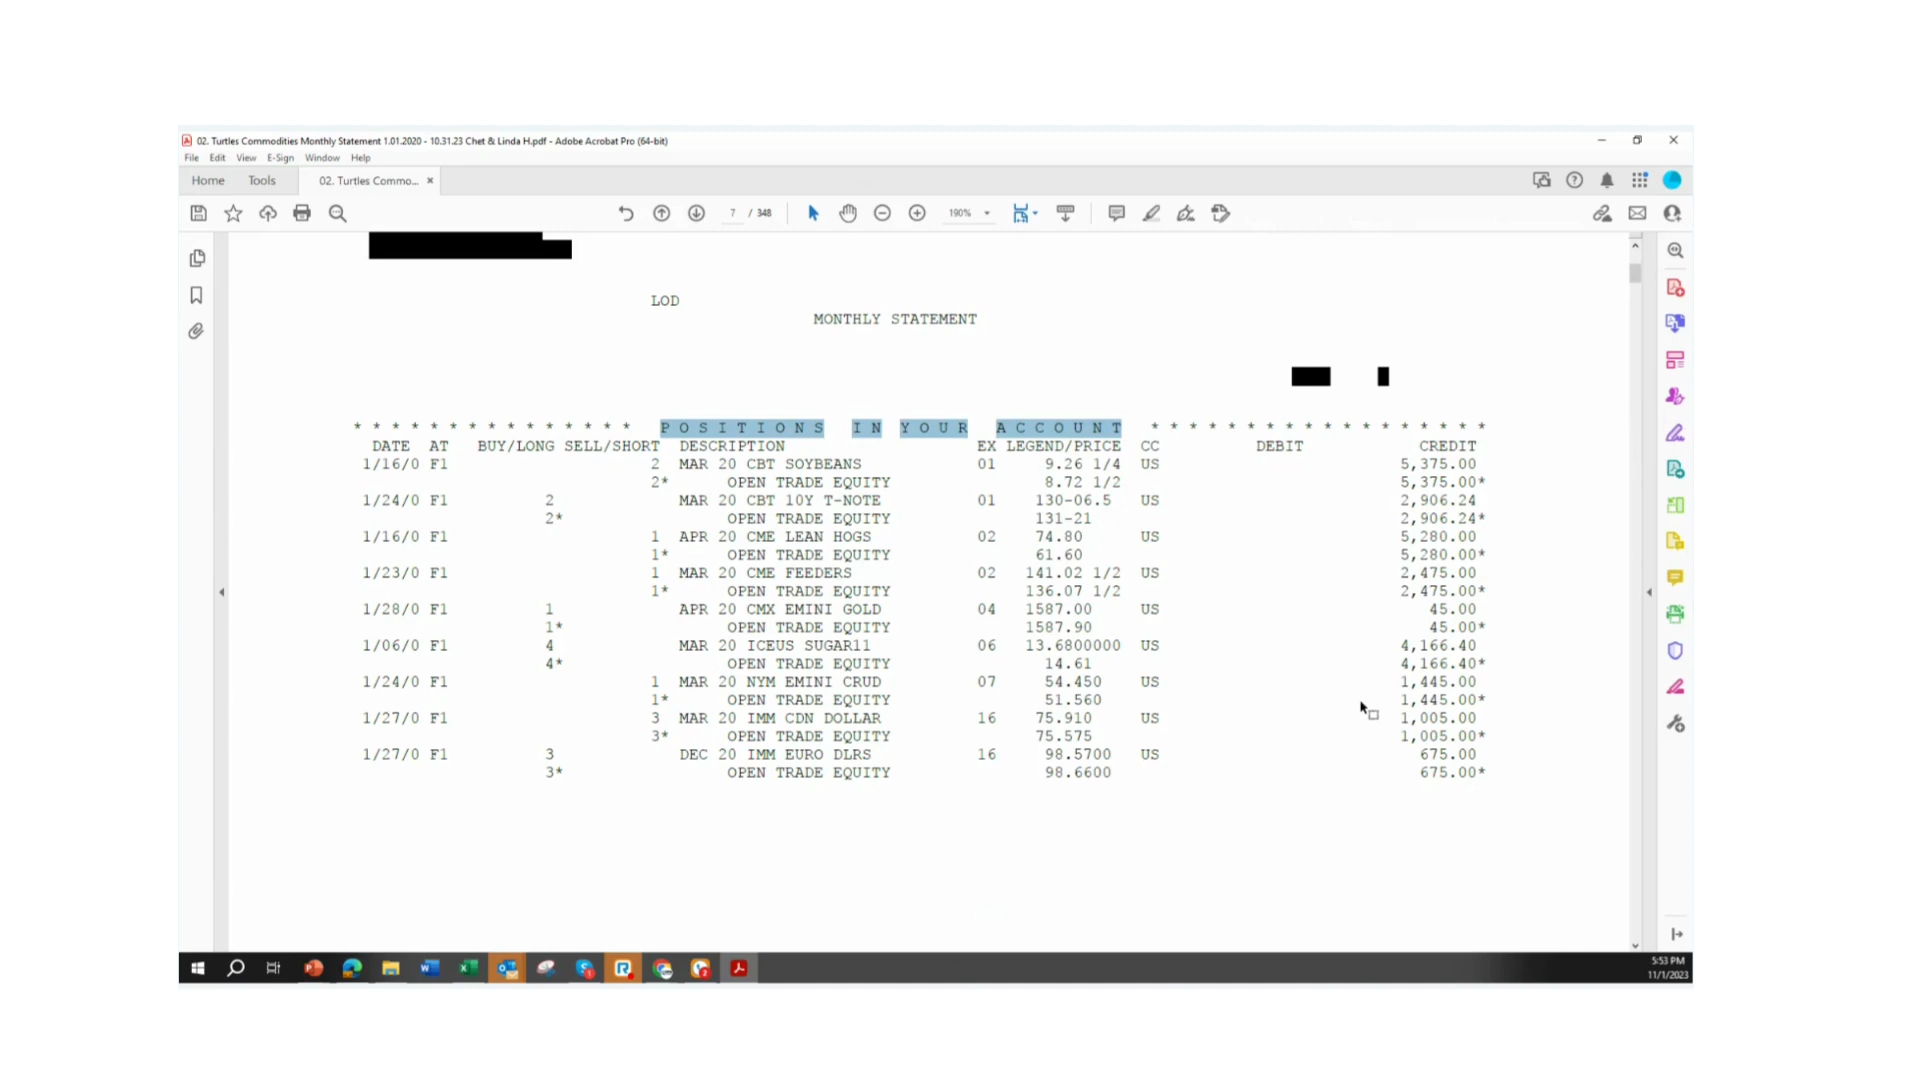 02. Turtles Commodities Monthly Statement 1.01.2020 - 10.31.23 Chet & Linda H.pdf - Adobe Acrobat Pro (64-bit)
File Edit View E-Sign Window Help
Home Tools 02. Turtles Commo... ×
7 / 348 190%
LOD
MONTHLY STATEMENT
* * * * * * * * * * * * * * * P O S I T I O N S I N Y O U R A C C O U N T * * * * * * * * * * * * * * * * * *
DATE AT BUY/LONG SELL/SHORT DESCRIPTION EX LEGEND/PRICE CC DEBIT CREDIT
1/16/0 F1 2 MAR 20 CBT SOYBEANS 01 9.26 1/4 US 5,375.00
2* OPEN TRADE EQUITY 8.72 1/2 5,375.00*
1/24/0 F1 2 MAR 20 CBT 10Y T-NOTE 01 130-06.5 US 2,906.24
2* OPEN TRADE EQUITY 131-21 2,906.24*
1/16/0 F1 1 APR 20 CME LEAN HOGS 02 74.80 US 5,280.00
1* OPEN TRADE EQUITY 61.60 5,280.00*
1/23/0 F1 1 MAR 20 CME FEEDERS 02 141.02 1/2 US 2,475.00
1* OPEN TRADE EQUITY 136.07 1/2 2,475.00*
1/28/0 F1 1 APR 20 CMX EMINI GOLD 04 1587.00 US 45.00
1* OPEN TRADE EQUITY 1587.90 45.00*
1/06/0 F1 4 MAR 20 ICEUS SUGAR11 06 13.6800000 US 4,166.40
4* OPEN TRADE EQUITY 14.61 4,166.40*
1/24/0 F1 1 MAR 20 NYM EMINI CRUD 07 54.450 US 1,445.00
1* OPEN TRADE EQUITY 51.560 1,445.00*
1/27/0 F1 3 MAR 20 IMM CDN DOLLAR 16 75.910 US 1,005.00
3* OPEN TRADE EQUITY 75.575 1,005.00*
1/27/0 F1 3 DEC 20 IMM EURO DLRS 16 98.5700 US 675.00
3* OPEN TRADE EQUITY 98.6600 675.00*
5:53 PM
11/1/2023